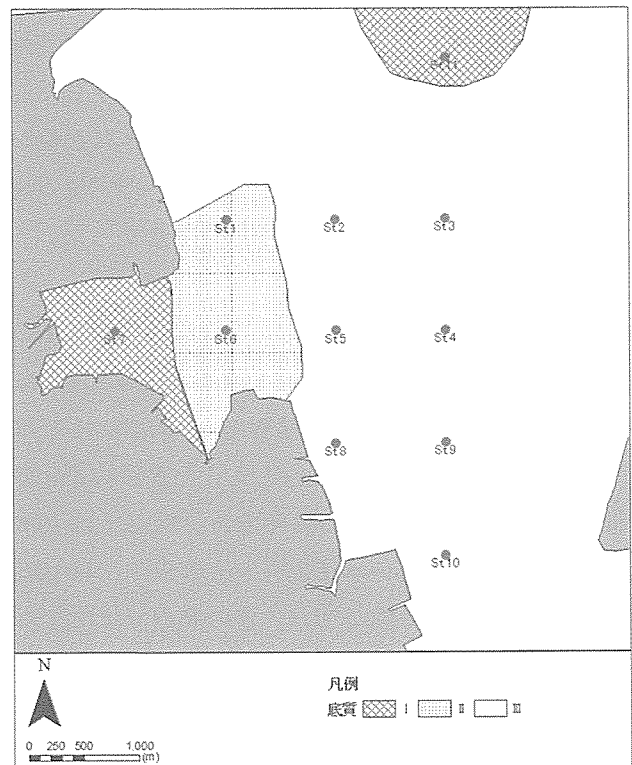 St11
St1 St2 St3
St7 St6 St5 St4
St8 St9
St10
N
凡例
底質 I II III
0 250 500 1,000
(m)